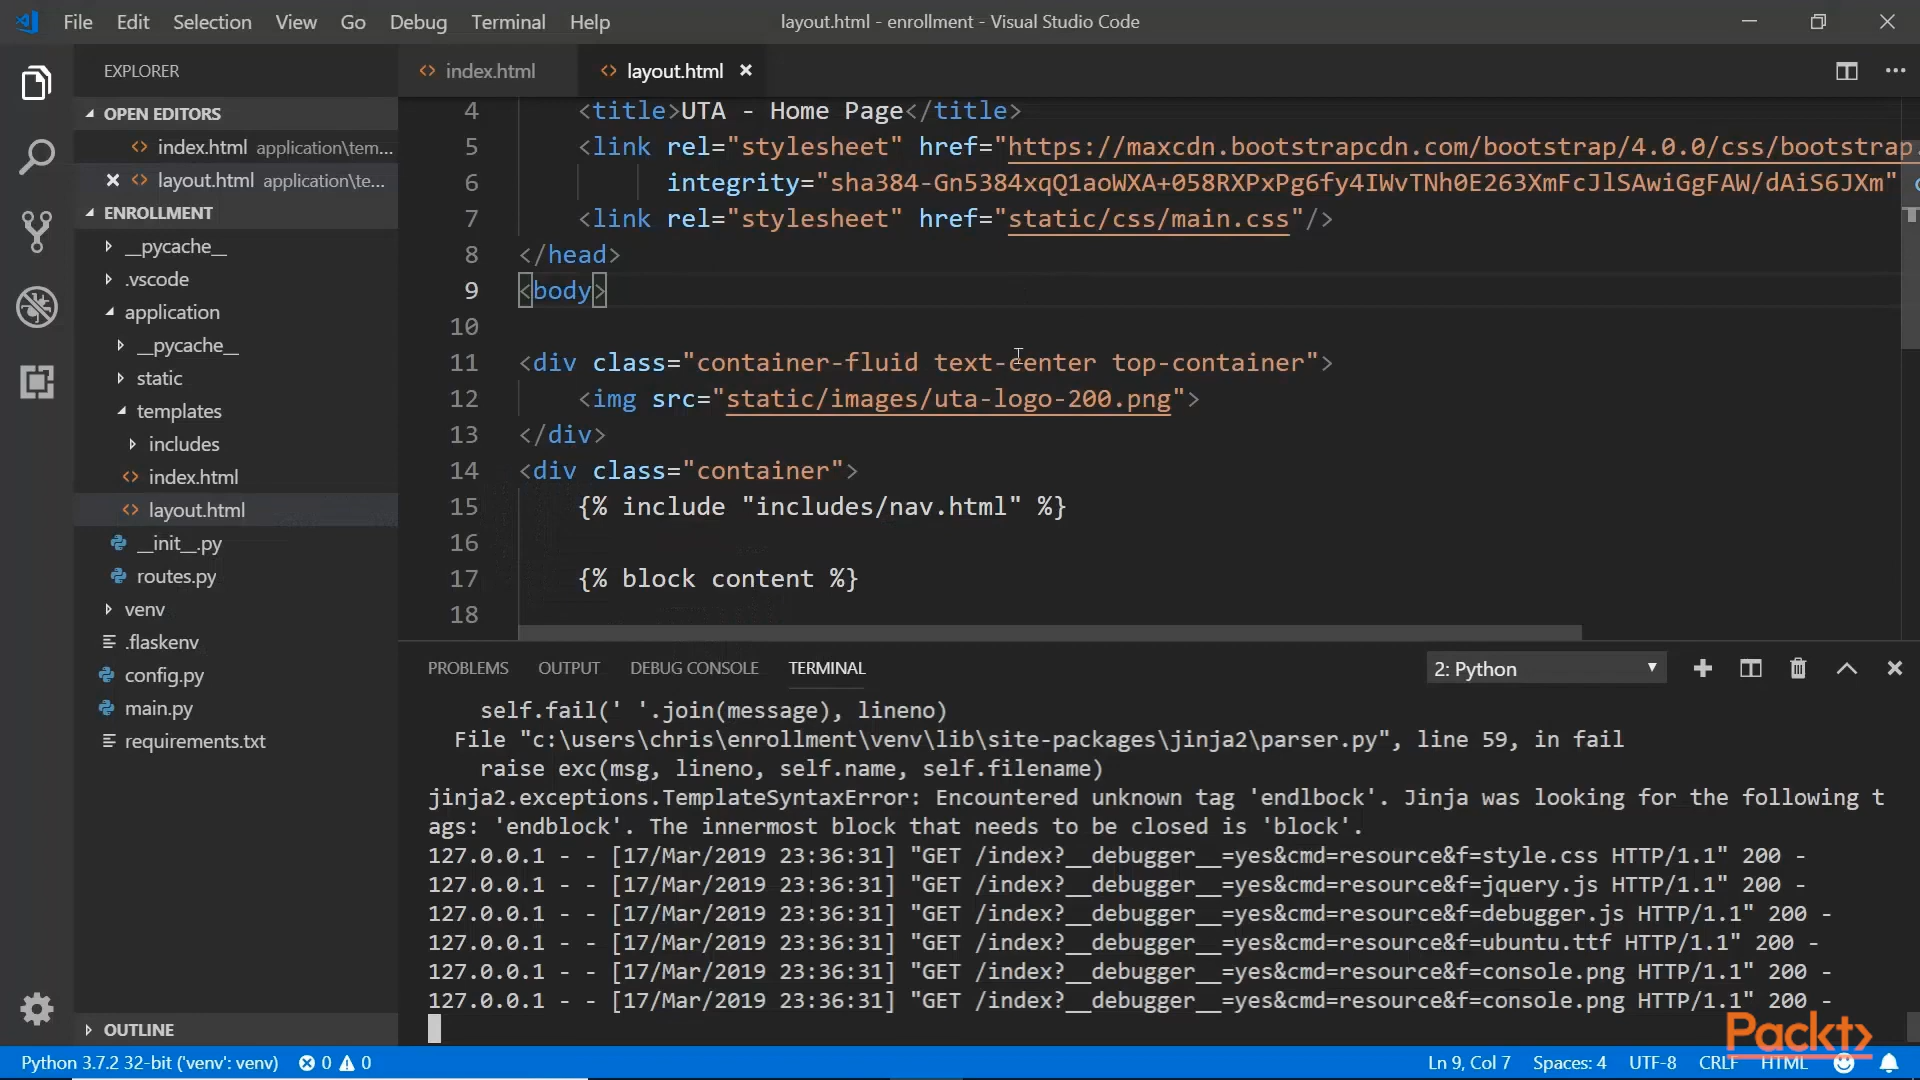 File Edit Selection View Go Debug Terminal Help
layout.html - enrollment - Visual Studio Code
EXPLORER
OPEN EDITORS
index.html application\tem...
layout.html application\te...
ENROLLMENT
__pycache__
.vscode
application
__pycache__
static
templates
includes
index.html
layout.html
__init__.py
routes.py
venv
.flaskenv
config.py
main.py
requirements.txt
OUTLINE
index.html layout.html
4 <title>UTA - Home Page</title>
5 <link rel="stylesheet" href="https://maxcdn.bootstrapcdn.com/bootstrap/4.0.0/css/bootstrap.
6 integrity="sha384-Gn5384xqQ1aoWXA+058RXPxPg6fy4IWvTNh0E263XmFcJlSAwiGgFAW/dAiS6JXm"
7 <link rel="stylesheet" href="static/css/main.css"/>
8 </head>
9 <body>
10
11 <div class="container-fluid text-center top-container">
12 <img src="static/images/uta-logo-200.png">
13 </div>
14 <div class="container">
15 {% include "includes/nav.html" %}
16
17 {% block content %}
18
PROBLEMS OUTPUT DEBUG CONSOLE TERMINAL 2: Python
self.fail(' '.join(message), lineno)
File "c:\users\chris\enrollment\venv\lib\site-packages\jinja2\parser.py", line 59, in fail
raise exc(msg, lineno, self.name, self.filename)
jinja2.exceptions.TemplateSyntaxError: Encountered unknown tag 'endlbock'. Jinja was looking for the following t
ags: 'endblock'. The innermost block that needs to be closed is 'block'.
127.0.0.1 - - [17/Mar/2019 23:36:31] "GET /index?__debugger__=yes&cmd=resource&f=style.css HTTP/1.1" 200 -
127.0.0.1 - - [17/Mar/2019 23:36:31] "GET /index?__debugger__=yes&cmd=resource&f=jquery.js HTTP/1.1" 200 -
127.0.0.1 - - [17/Mar/2019 23:36:31] "GET /index?__debugger__=yes&cmd=resource&f=debugger.js HTTP/1.1" 200 -
127.0.0.1 - - [17/Mar/2019 23:36:31] "GET /index?__debugger__=yes&cmd=resource&f=ubuntu.ttf HTTP/1.1" 200 -
127.0.0.1 - - [17/Mar/2019 23:36:31] "GET /index?__debugger__=yes&cmd=resource&f=console.png HTTP/1.1" 200 -
127.0.0.1 - - [17/Mar/2019 23:36:31] "GET /index?__debugger__=yes&cmd=resource&f=console.png HTTP/1.1" 200 -
Packt>
Python 3.7.2 32-bit ('venv': venv) 0 0 Ln 9, Col 7 Spaces: 4 UTF-8 CRLF HTML